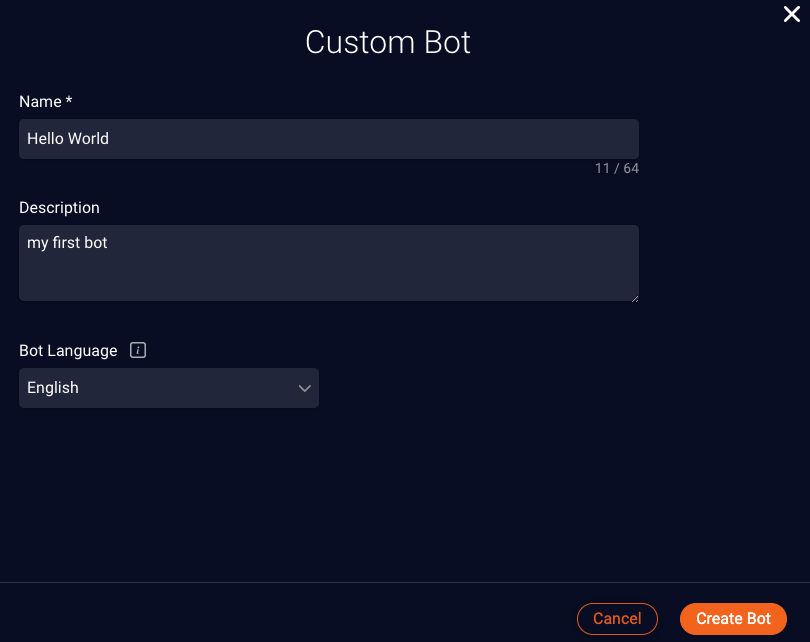 Custom Bot
Name *
Hello World
11 / 64
Description
my first bot
Bot Language
English
Cancel
Create Bot